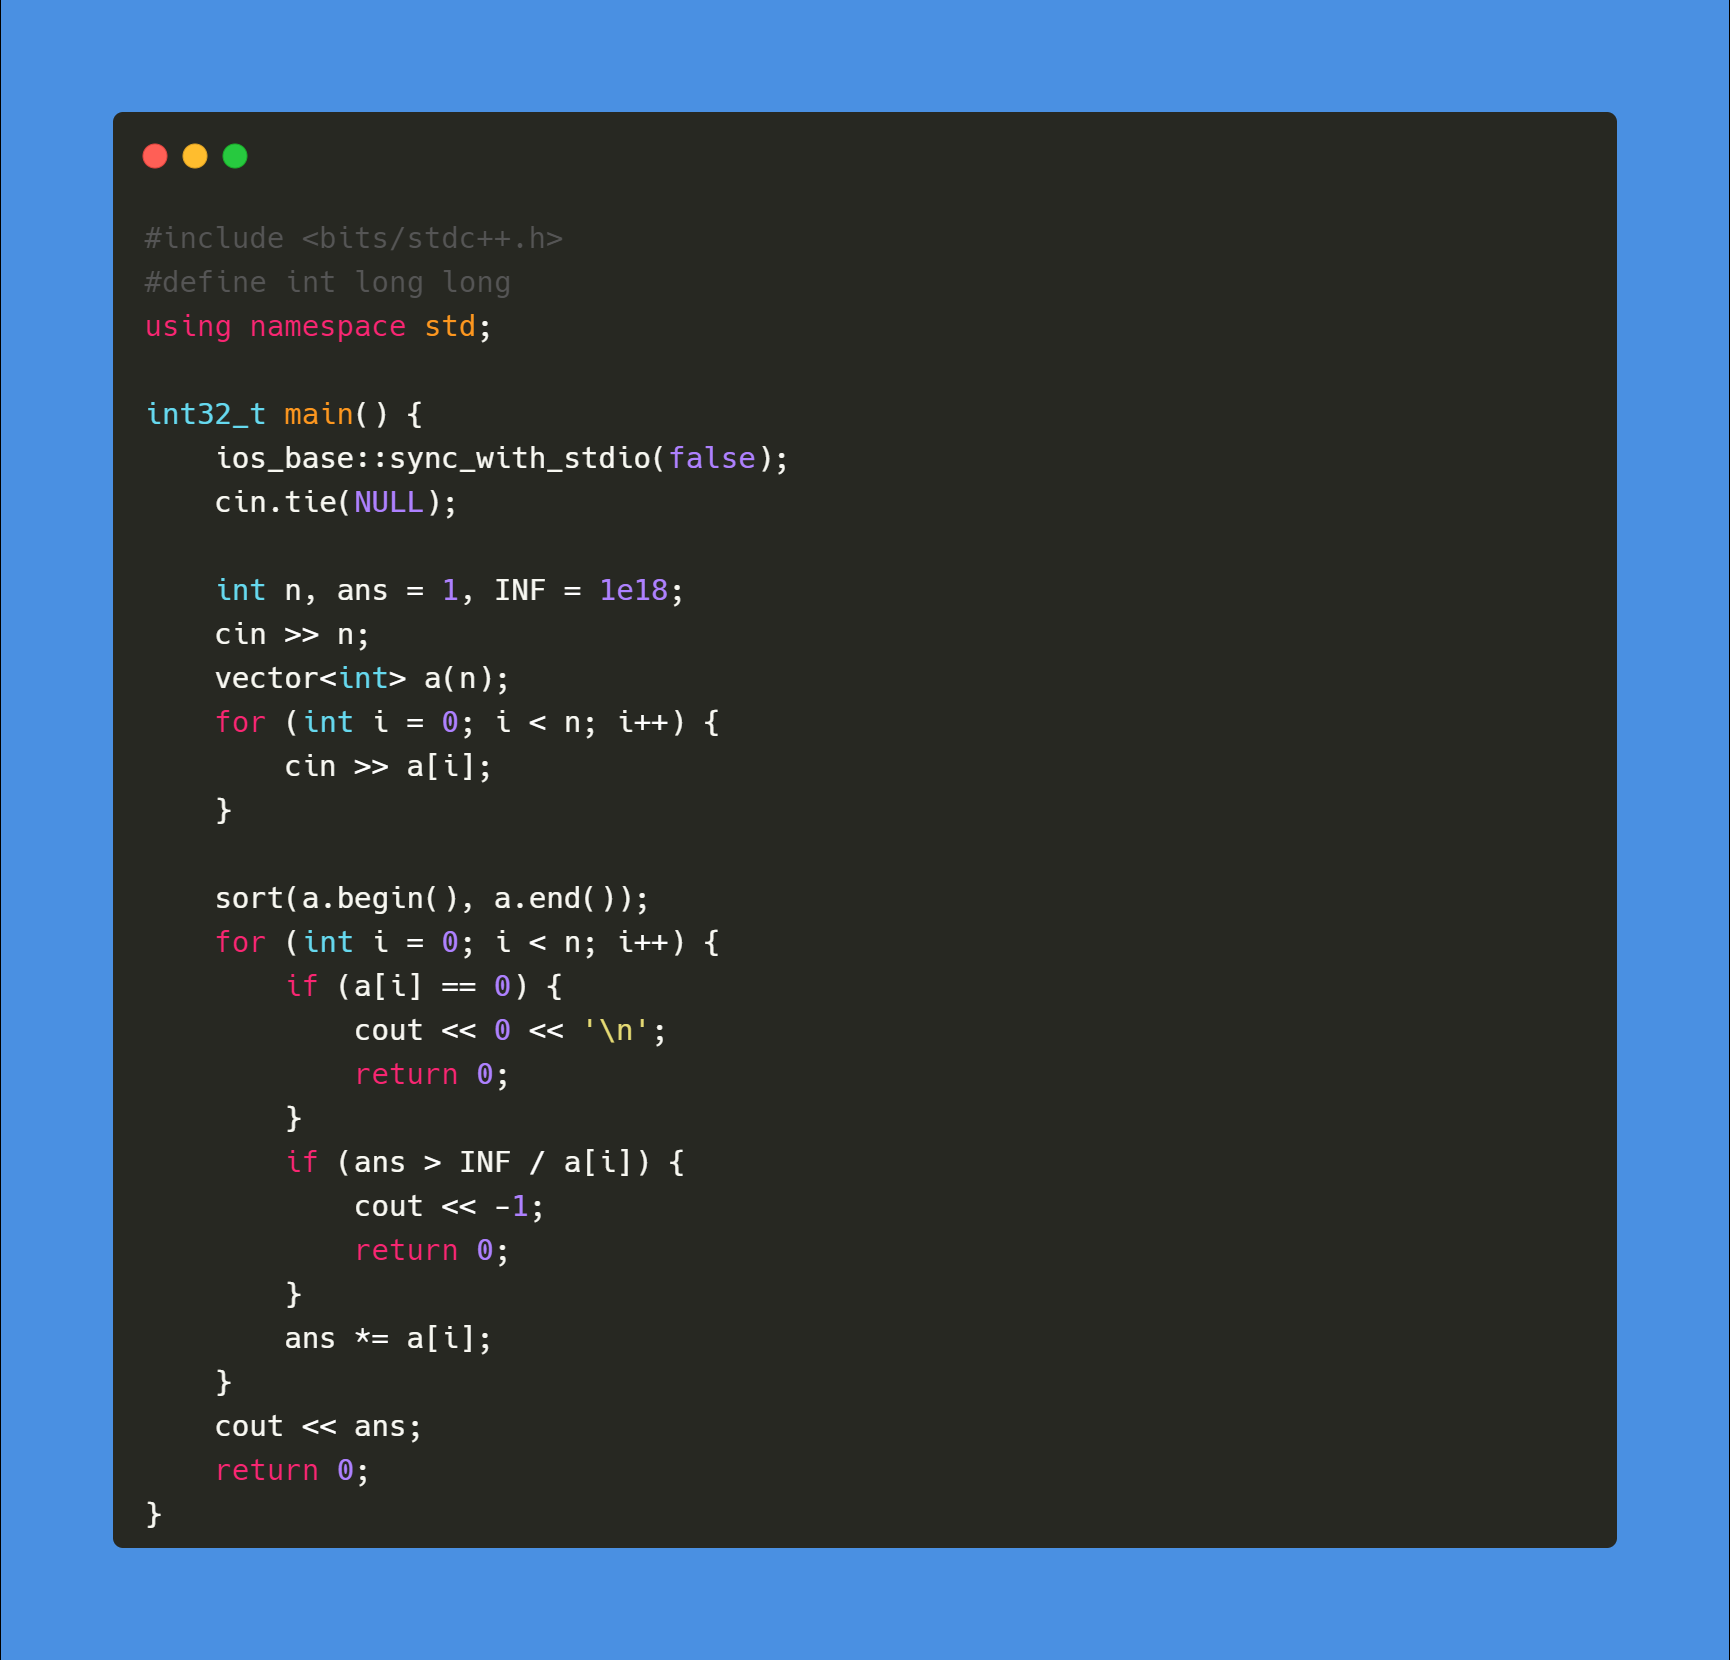 #include <bits/stdc++.h>
#define int long long
using namespace std;

int32_t main() {
    ios_base::sync_with_stdio(false);
    cin.tie(NULL);

    int n, ans = 1, INF = 1e18;
    cin >> n;
    vector<int> a(n);
    for (int i = 0; i < n; i++) {
        cin >> a[i];
    }

    sort(a.begin(), a.end());
    for (int i = 0; i < n; i++) {
        if (a[i] == 0) {
            cout << 0 << '\n';
            return 0;
        }
        if (ans > INF / a[i]) {
            cout << -1;
            return 0;
        }
        ans *= a[i];
    }
    cout << ans;
    return 0;
}